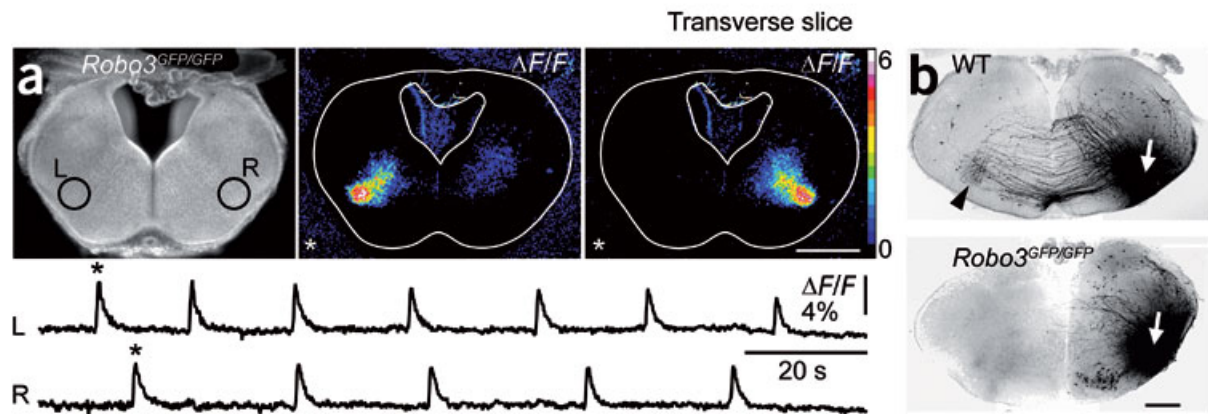 Transverse slice
a Robo3GFP/GFP ΔF/F ΔF/F 6 b WT
L R
* * 0
Robo3GFP/GFP
* ΔF/F
4%
L
* 20 s
R